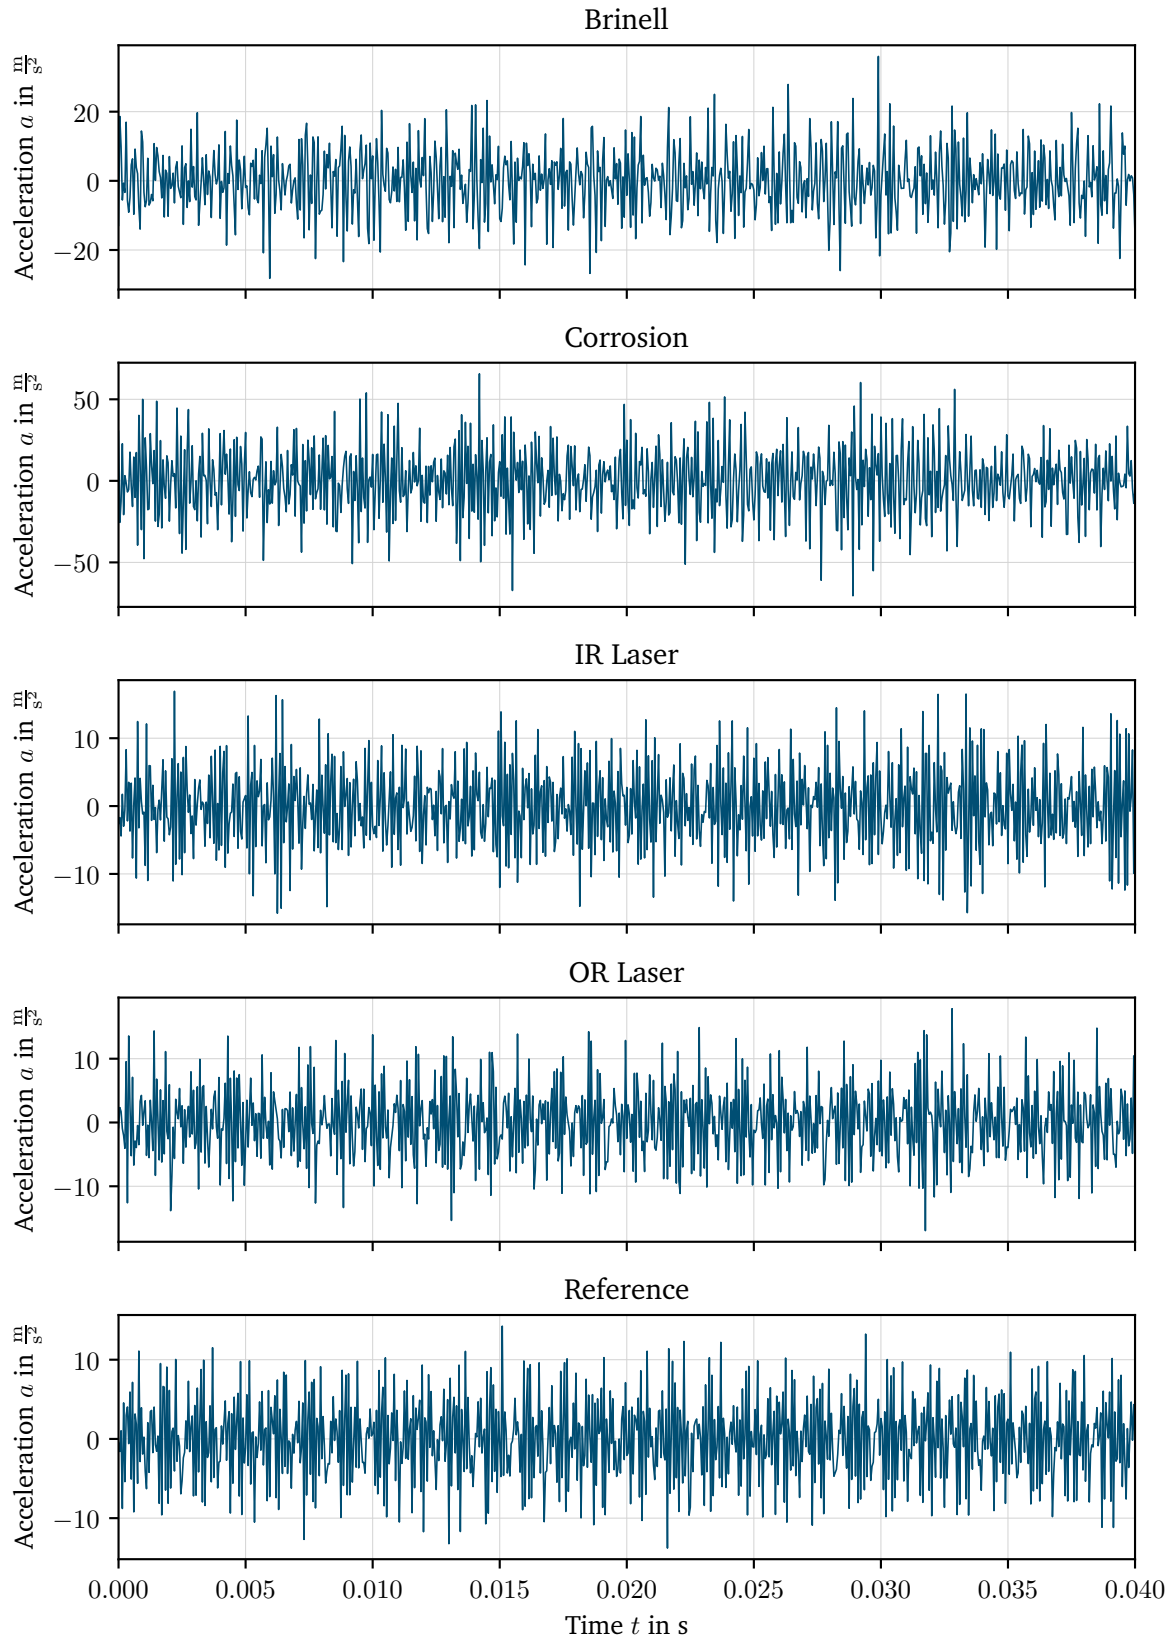 Brinell
Acceleration a in m/s²
20
0
−20
Corrosion
Acceleration a in m/s²
50
0
−50
IR Laser
Acceleration a in m/s²
10
0
−10
OR Laser
Acceleration a in m/s²
10
0
−10
Reference
Acceleration a in m/s²
10
0
−10
0.000 0.005 0.010 0.015 0.020 0.025 0.030 0.035 0.040
Time t in s